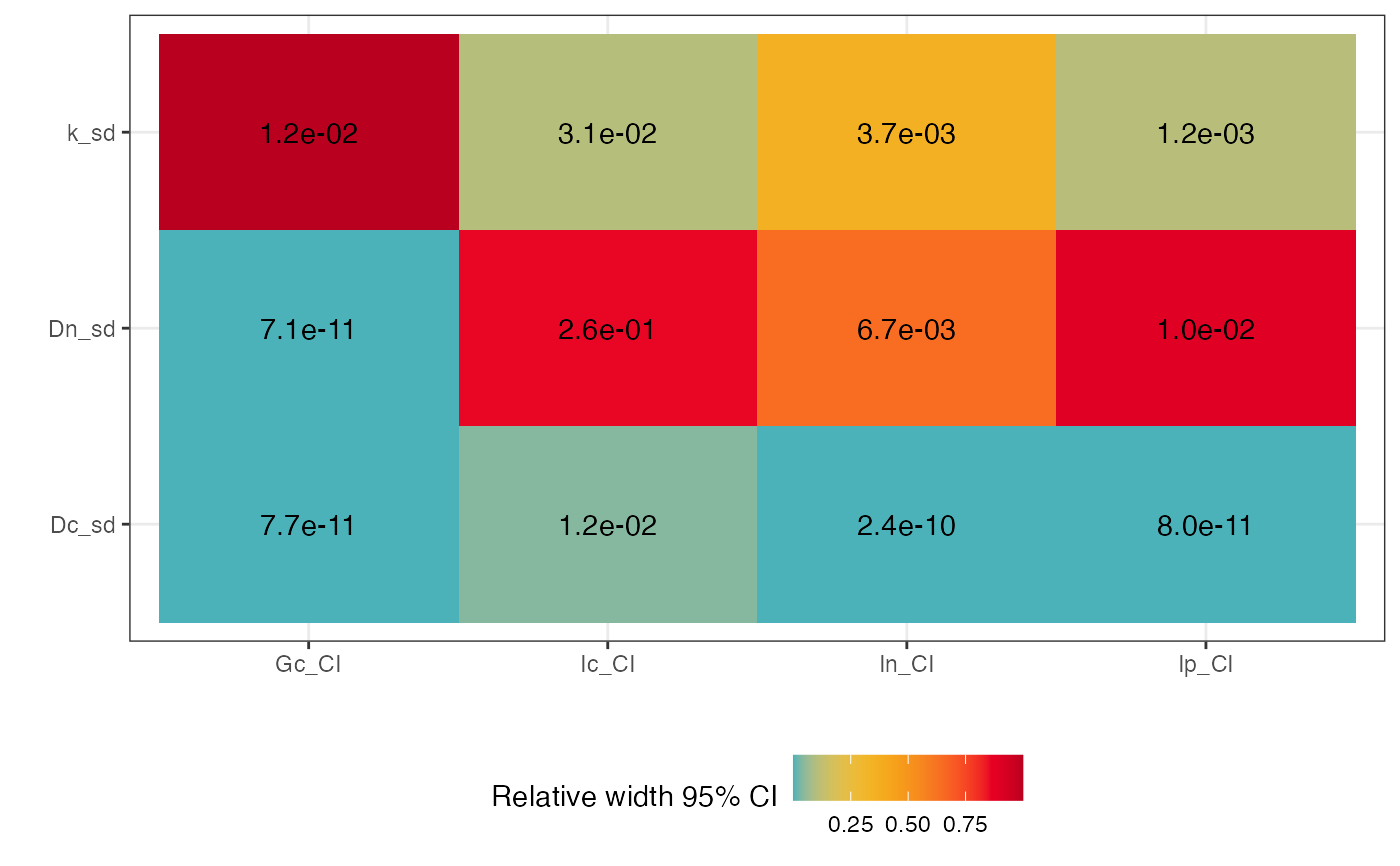 k_sd 1.2e-02 3.1e-02 3.7e-03 1.2e-03
Dn_sd 7.1e-11 2.6e-01 6.7e-03 1.0e-02
Dc_sd 7.7e-11 1.2e-02 2.4e-10 8.0e-11
Gc_CI Ic_CI In_CI Ip_CI
Relative width 95% CI
0.25 0.50 0.75